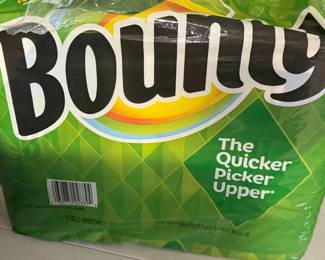 Bounty
The
Quicker
Picker
Upper*